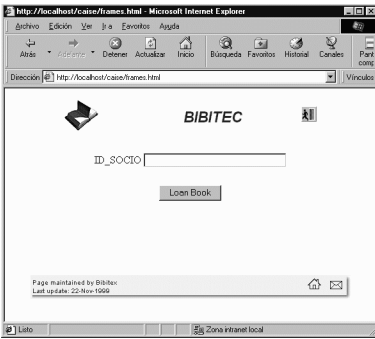 http://localhost/caise/frames.html - Microsoft Internet Explorer
Archivo Edición Ver Ir a Favoritos Ayuda
Atrás Adelante Detener Actualizar Inicio Búsqueda Favoritos Historial Canales Pant
comp
Dirección http://localhost/caise/frames.html Vínculos
BIBITEC
ID_SOCIO
Loan Book
Page maintained by Bibitex
Last update: 22-Nov-1999
Listo Zona intranet local